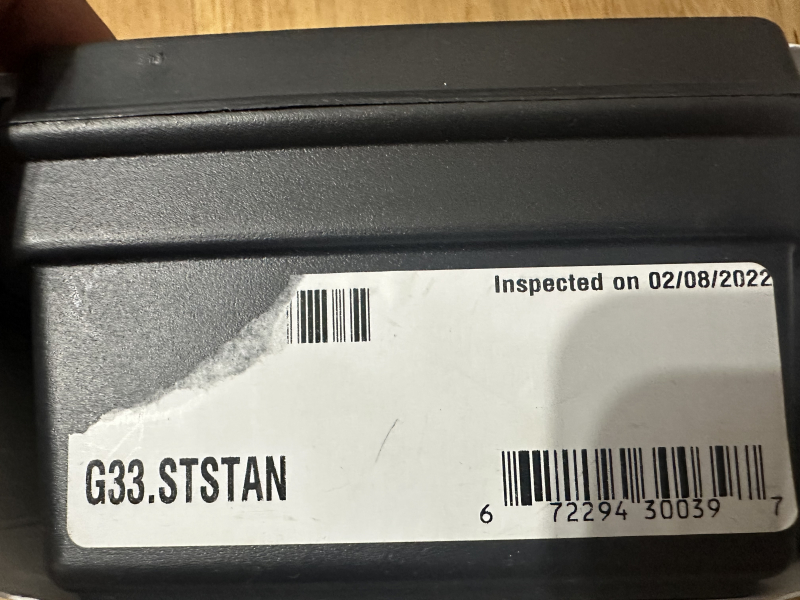 Inspected on 02/08/2022
G33.STSTAN
6 72294 30039 7